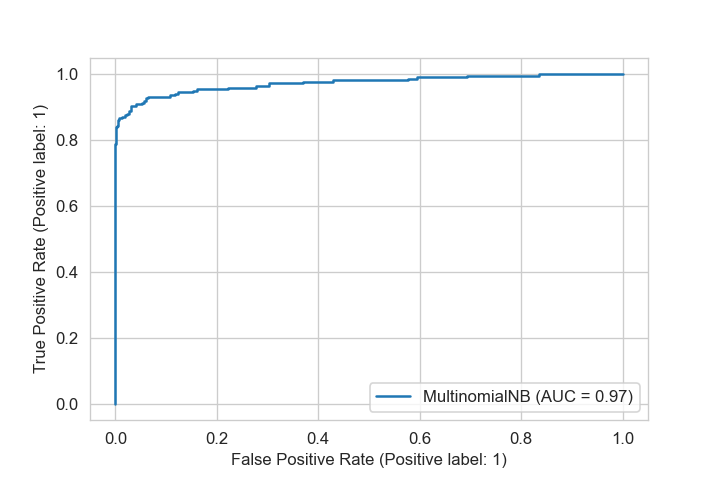 1.0
0.8
0.6
0.4
0.2
0.0
True Positive Rate (Positive label: 1)
MultinomialNB (AUC = 0.97)
0.0 0.2 0.4 0.6 0.8 1.0
False Positive Rate (Positive label: 1)